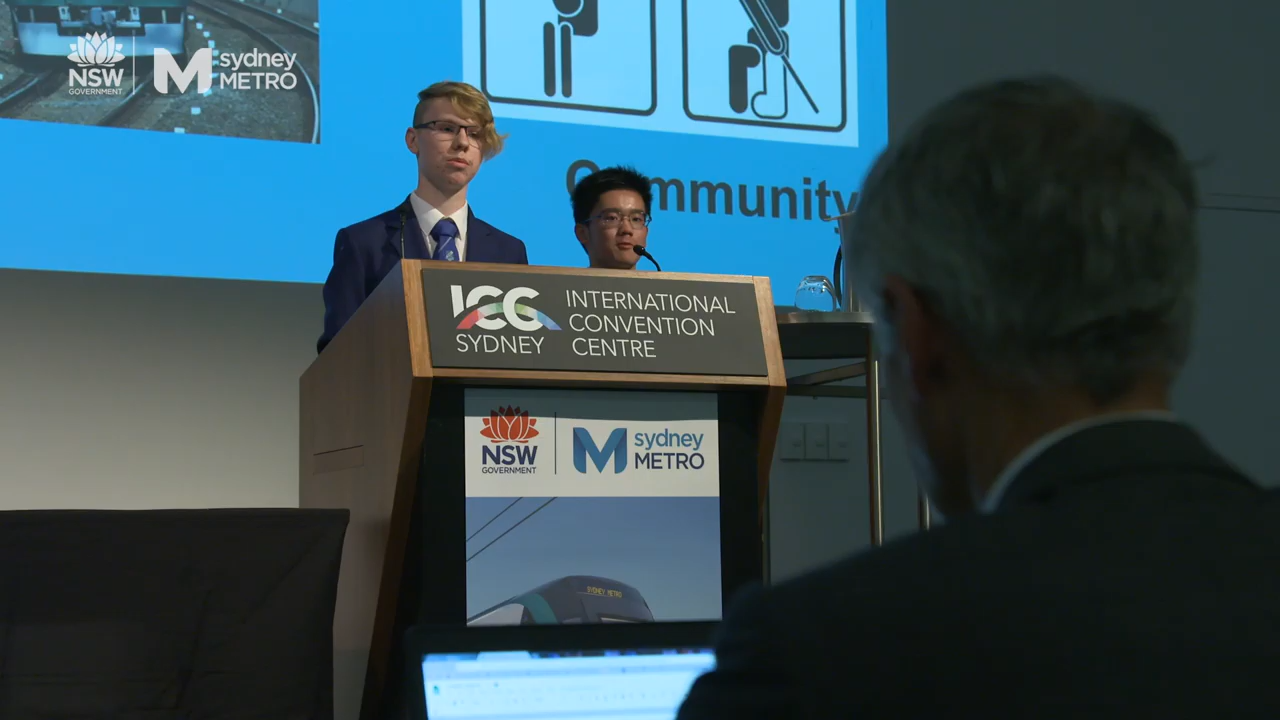 NSW
GOVERNMENT
sydney
METRO
Community
ICC
SYDNEY
INTERNATIONAL
CONVENTION
CENTRE
NSW
GOVERNMENT
sydney
METRO
SYDNEY METRO